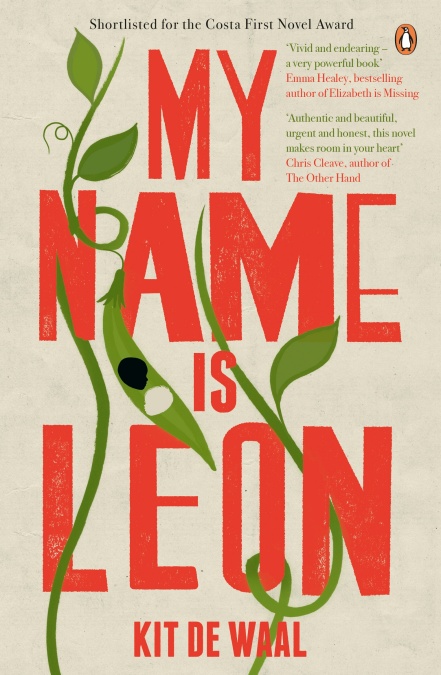 Shortlisted for the Costa First Novel Award
‘Vivid and endearing –
a very powerful book’
Emma Healey, bestselling
author of Elizabeth is Missing
‘Authentic and beautiful,
urgent and honest, this novel
makes room in your heart’
Chris Cleave, author of
The Other Hand
MY
NAME
IS
LEON
KIT DE WAAL